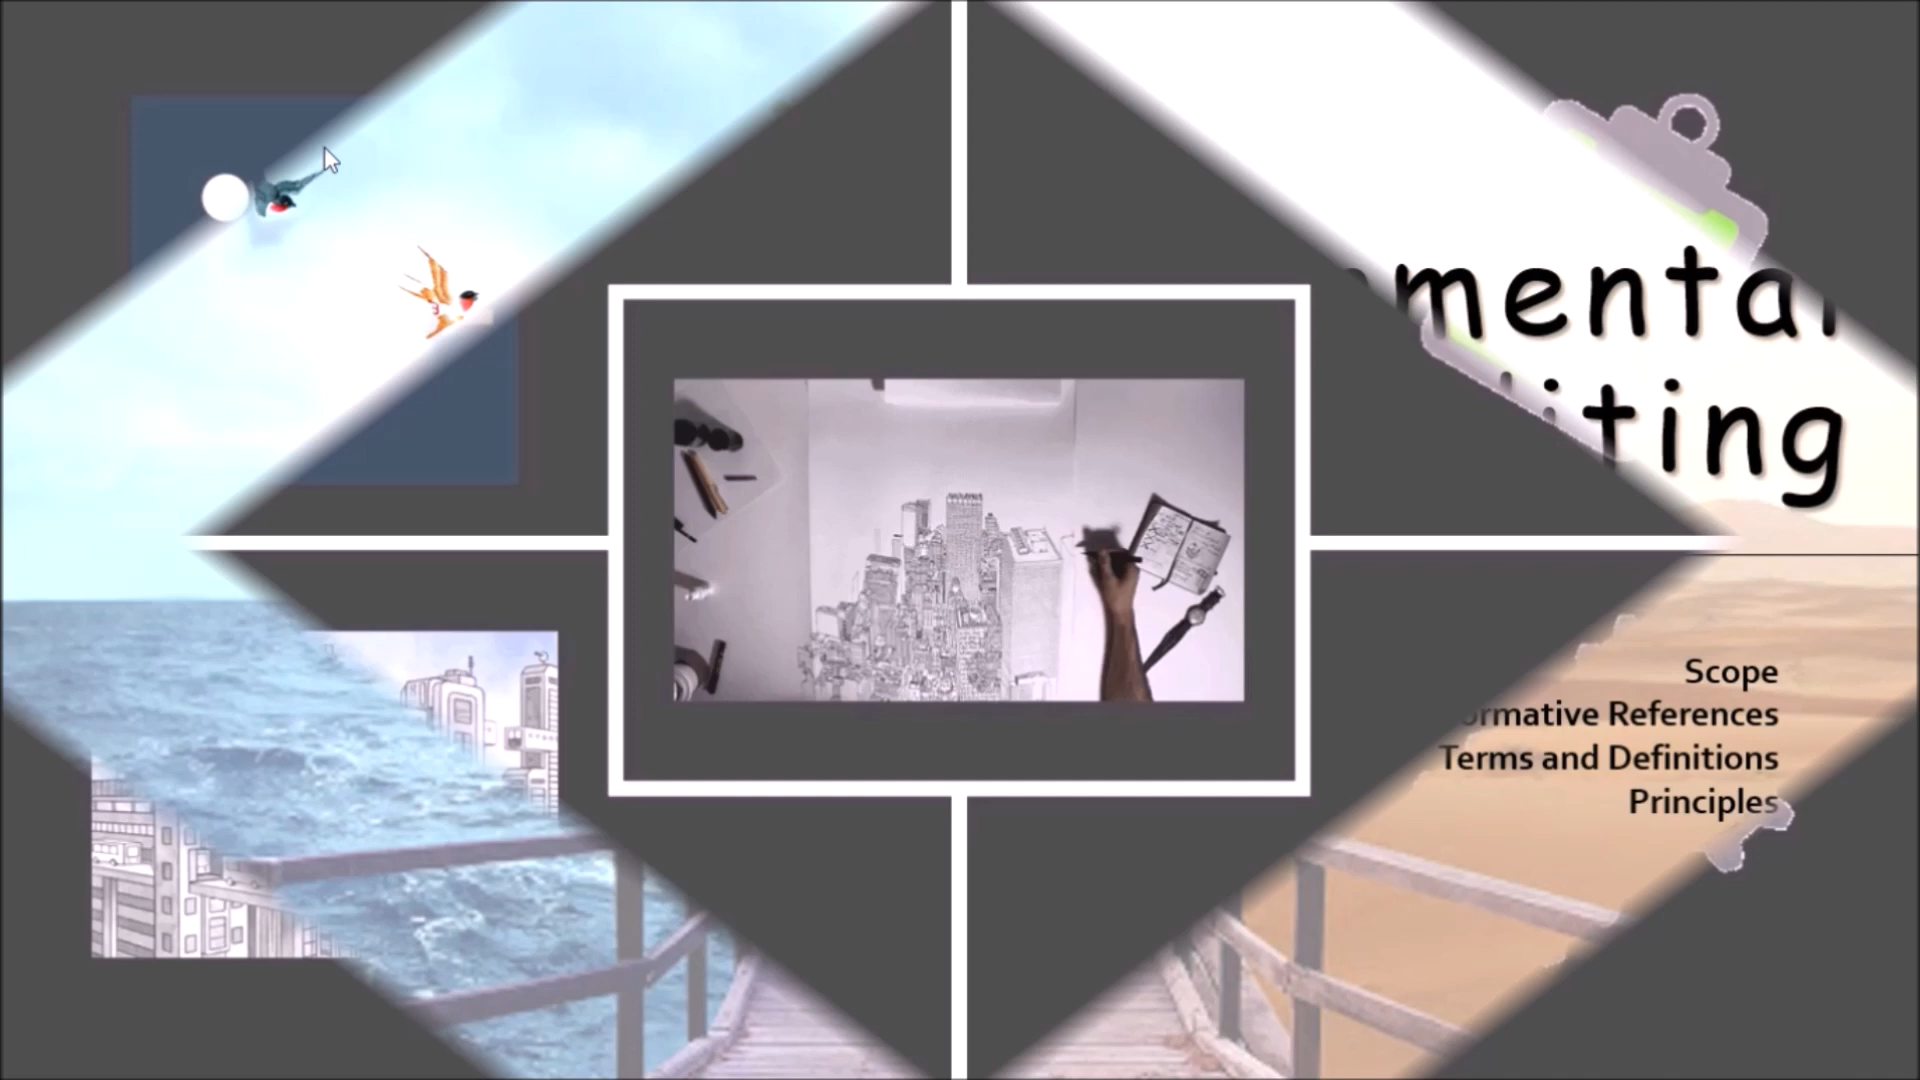 mental
iting
Scope
ormative References
Terms and Definitions
Principles